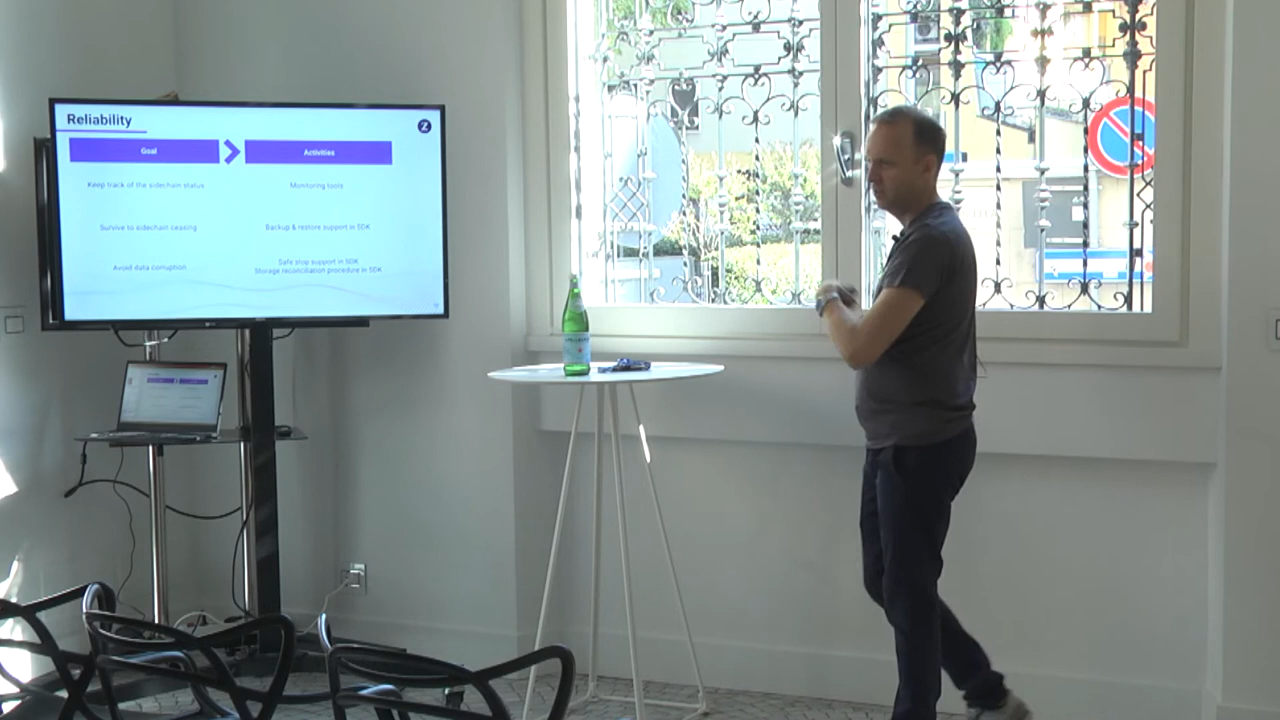 Reliability
Goal
Activities
Keep track of the sidechain status
Monitoring tools
Survive to sidechain ceasing
Backup & restore support in SDK
Avoid data corruption
Safe stop support in SDK
Storage reconciliation procedure in SDK